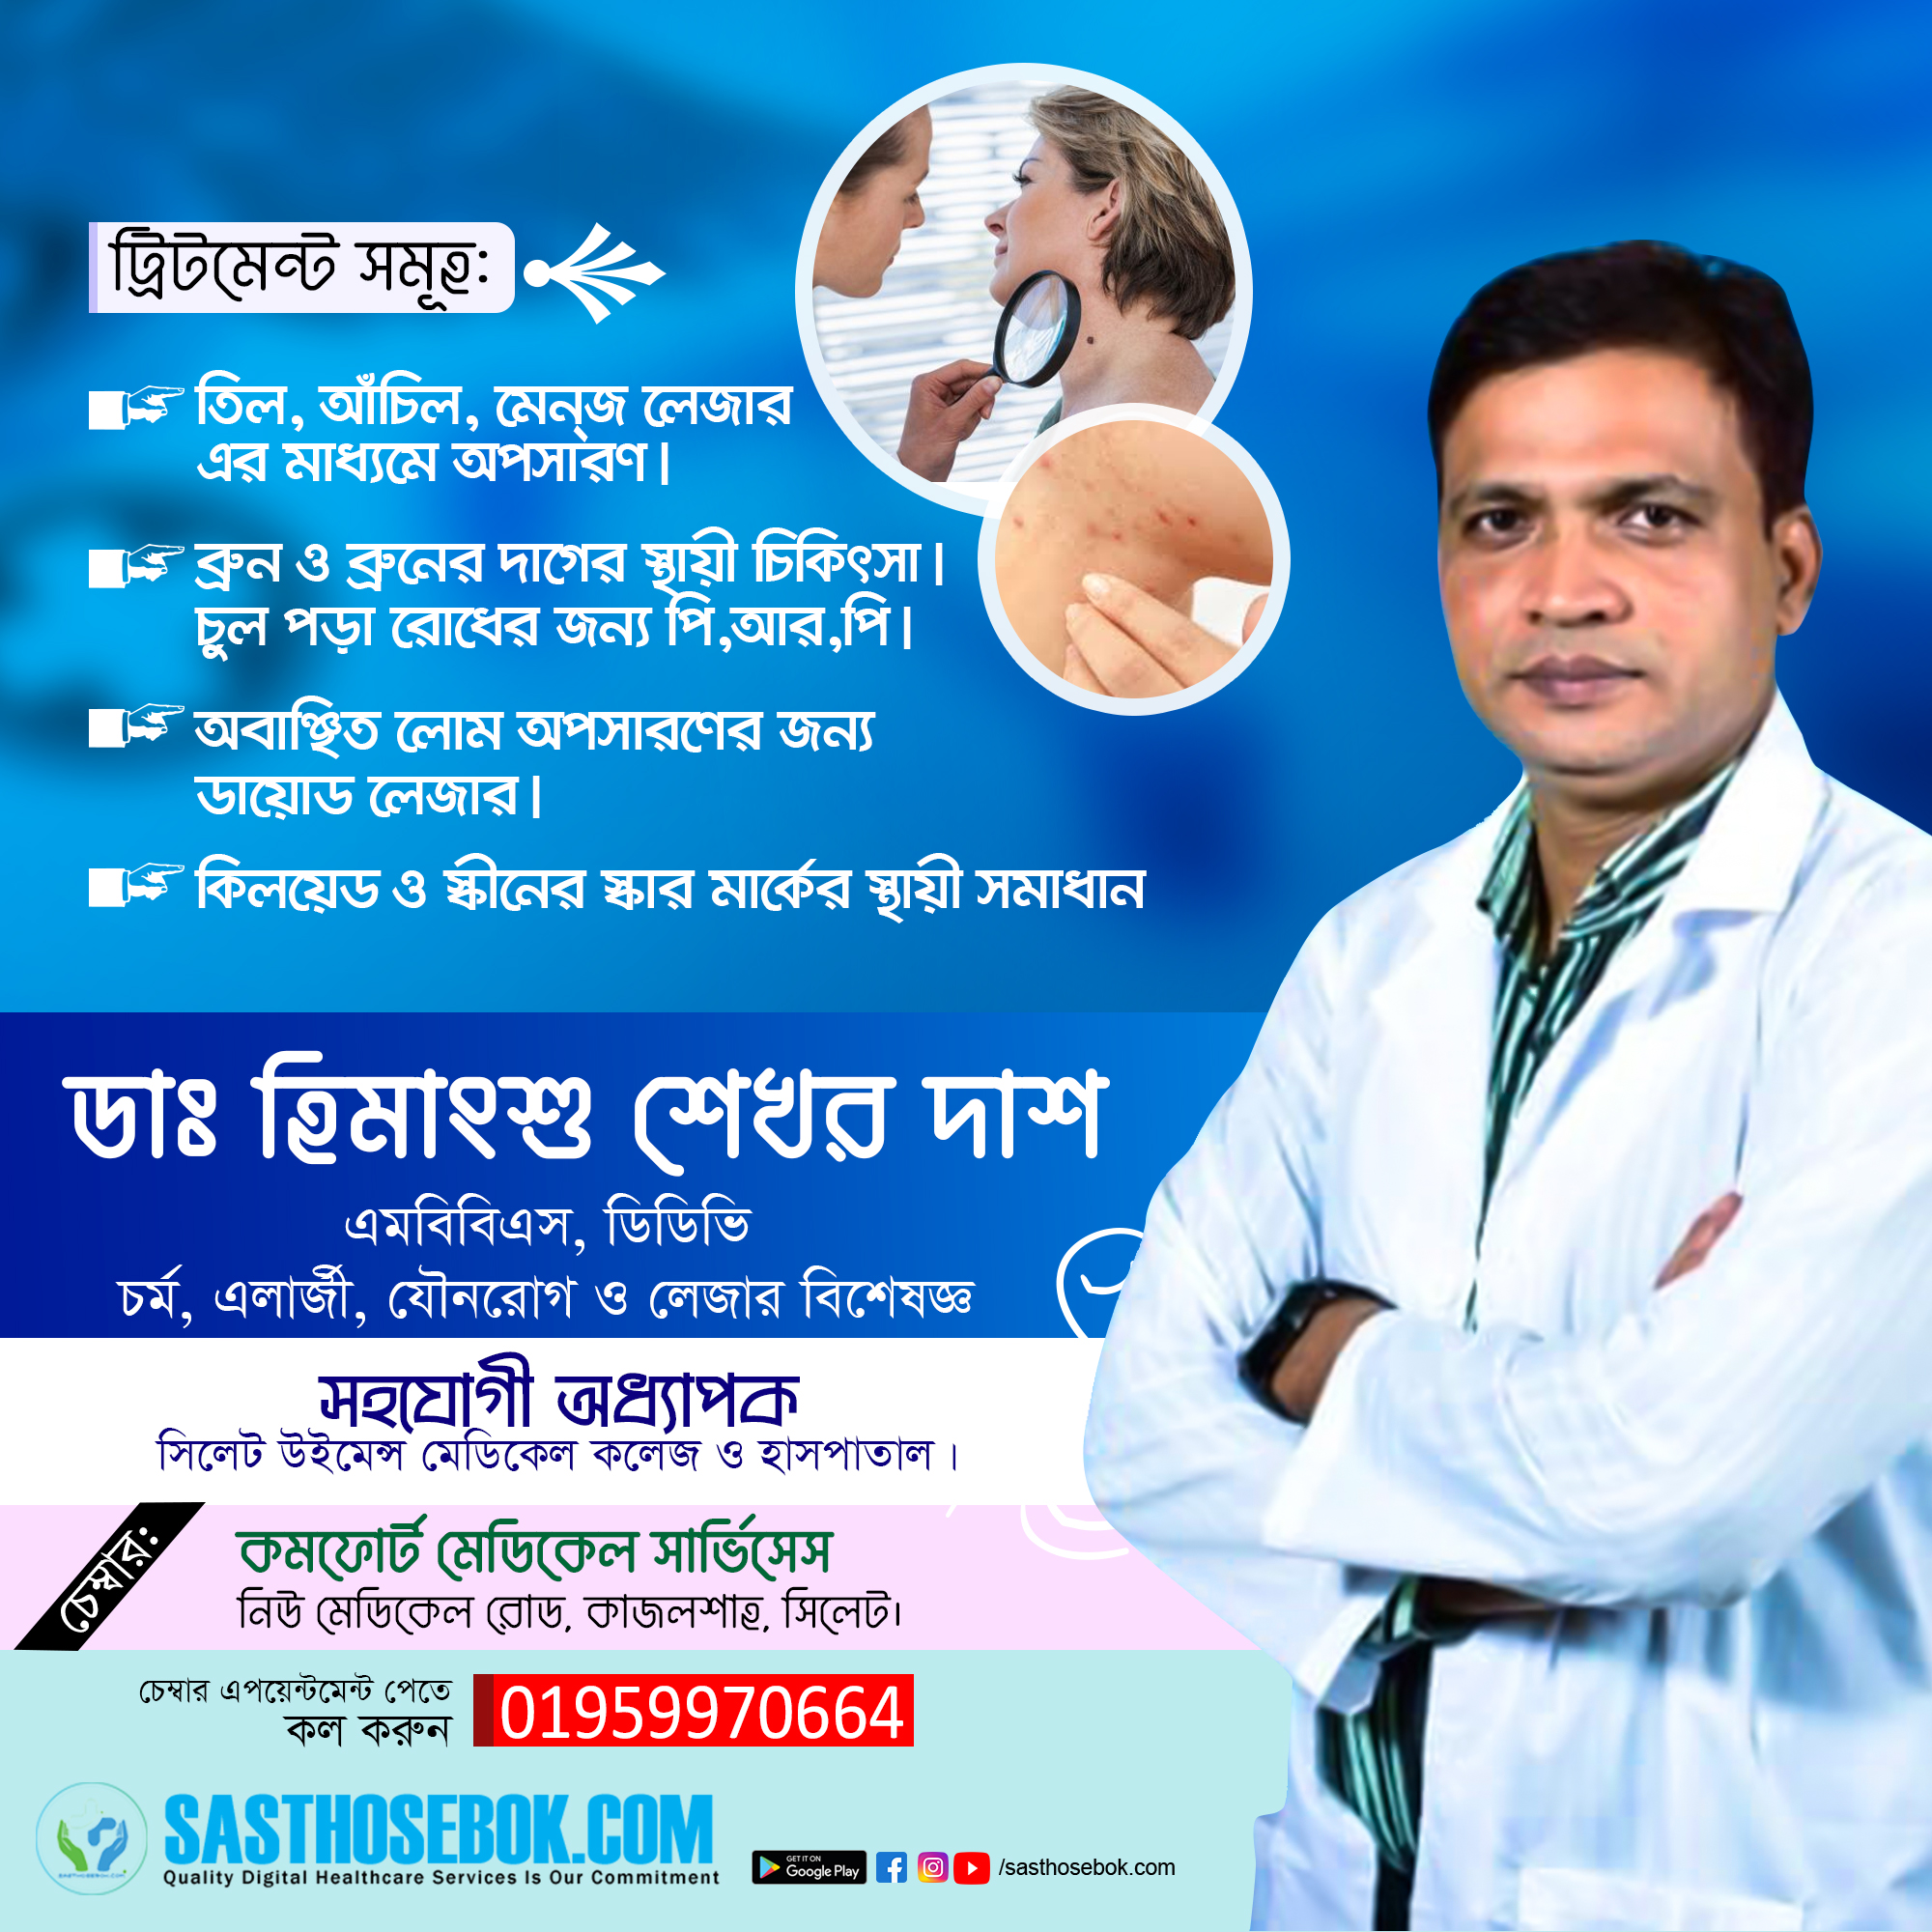 ট্রিটমেন্ট সমূহ:
তিল, আঁচিল, মেন্জ লেজার
এর মাধ্যমে অপসারণ।
ব্রুন ও ব্রুনের দাগের স্থায়ী চিকিৎসা।
চুল পড়া রোধের জন্য পি,আর,পি।
অবাঞ্ছিত লোম অপসারণের জন্য
ডায়োড লেজার।
কিলয়েড ও স্কীনের স্কার মার্কের স্থায়ী সমাধান
ডাঃ হিমাংশু শেখর দাশ
এমবিবিএস, ডিডিভি
চর্ম, এলার্জী, যৌনরোগ ও লেজার বিশেষজ্ঞ
সহযোগী অধ্যাপক
সিলেট উইমেন্স মেডিকেল কলেজ ও হাসপাতাল।
চেম্বার:
কমফোর্ট মেডিকেল সার্ভিসেস
নিউ মেডিকেল রোড, কাজলশাহ, সিলেট।
চেম্বার এপয়েন্টমেন্ট পেতে
কল করুন
01959970664
SASTHOSEBOK.COM
Quality Digital Healthcare Services Is Our Commitment
GET IT ON
Google Play
/sasthosebok.com